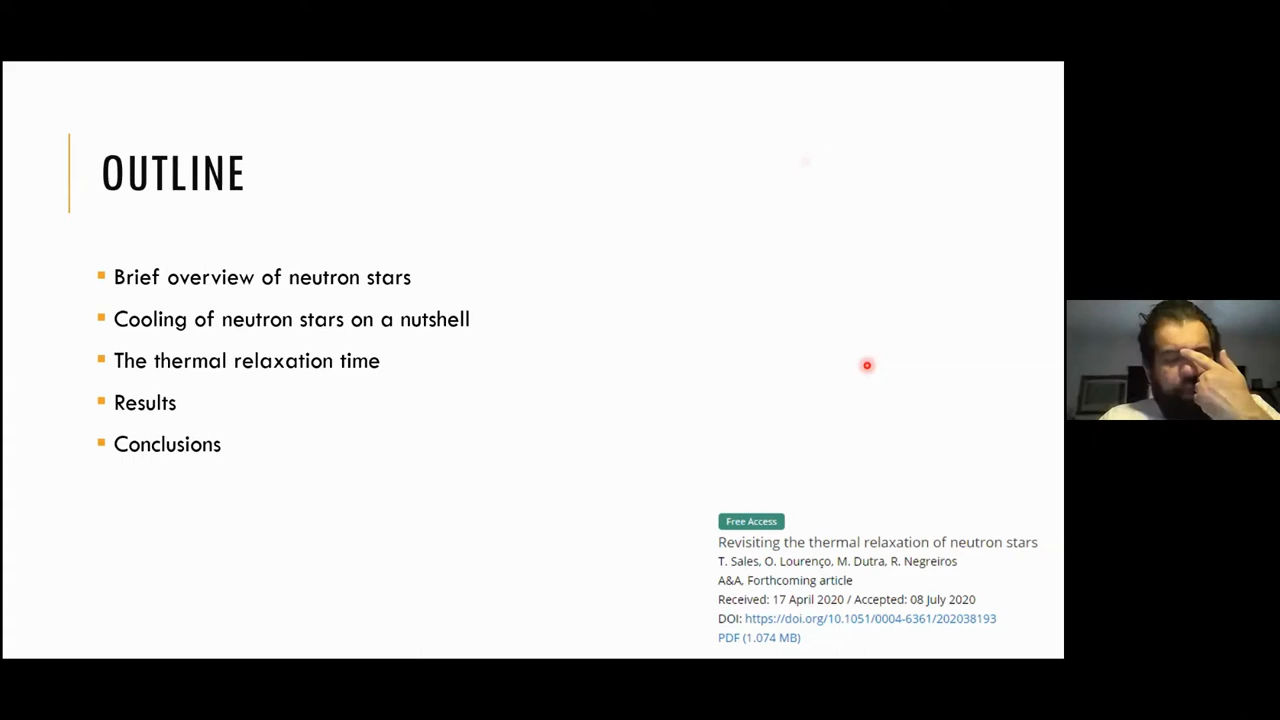 OUTLINE
Brief overview of neutron stars
Cooling of neutron stars on a nutshell
The thermal relaxation time
Results
Conclusions
Free Access
Revisiting the thermal relaxation of neutron stars
T. Sales, O. Lourenço, M. Dutra, R. Negreiros
A&A, Forthcoming article
Received: 17 April 2020 / Accepted: 08 July 2020
DOI: https://doi.org/10.1051/0004-6361/202038193
PDF (1.074 MB)